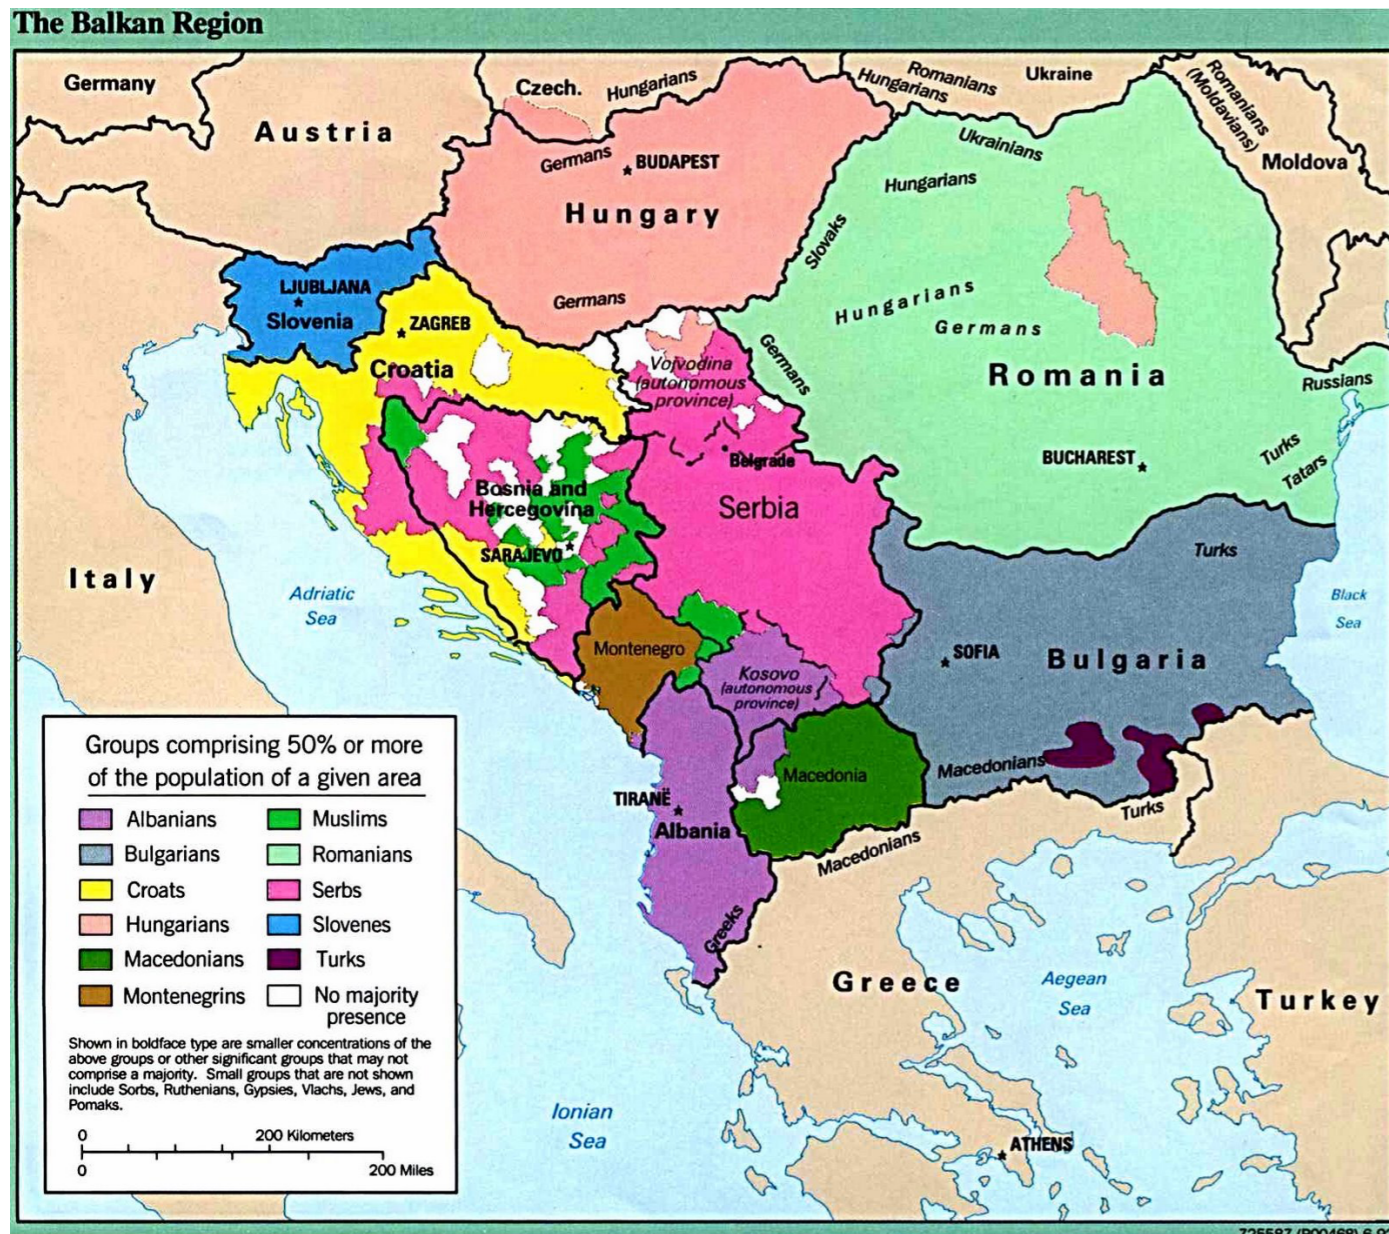 The Balkan Region
Germany
Austria
Czech.
Hungarians
Hungarians
Romanians
Ukraine
Romanians
(Moldavians)
Moldova
Germans
BUDAPEST
Hungary
Germans
Ukrainians
Hungarians
Slovaks
Hungarians
Germans
Germans
Romania
Russians
BUCHAREST
Turks
Tatars
LJUBLJANA
Slovenia
ZAGREB
Croatia
Vojvodina
(autonomous
province)
Belgrade
Serbia
Bosnia and
Hercegovina
SARAJEVO
Italy
Adriatic
Sea
Montenegro
Kosovo
(autonomous
province)
Turks
SOFIA
Bulgaria
Black
Sea
Macedonians
Turks
Macedonia
Macedonians
TIRANË
Albania
Greeks
Greece
Aegean
Sea
Turkey
Ionian
Sea
ATHENS
Groups comprising 50% or more
of the population of a given area
Albanians
Muslims
Bulgarians
Romanians
Croats
Serbs
Hungarians
Slovenes
Macedonians
Turks
Montenegrins
No majority
presence
Shown in boldface type are smaller concentrations of the
above groups or other significant groups that may not
comprise a majority. Small groups that are not shown
include Sorbs, Ruthenians, Gypsies, Vlachs, Jews, and
Pomaks.
0 200 Kilometers
0 200 Miles